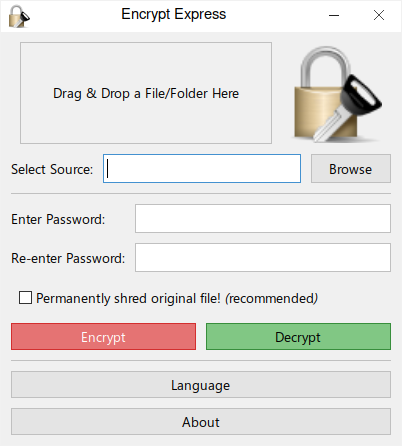 Encrypt Express
Drag & Drop a File/Folder Here
Select Source:
Browse
Enter Password:
Re-enter Password:
Permanently shred original file! (recommended)
Encrypt
Decrypt
Language
About